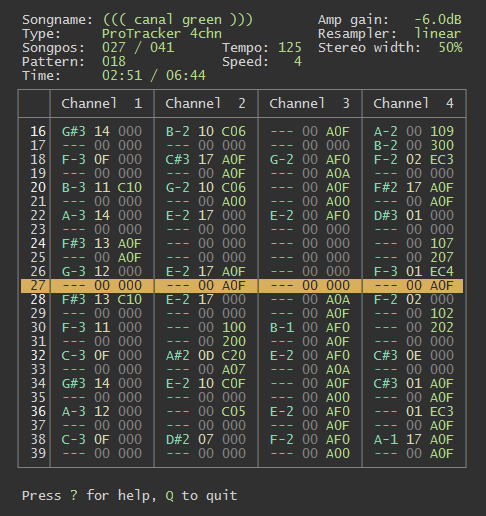 Songname: ((( canal green ))) Amp gain: -6.0dB
Type: ProTracker 4chn Resampler: linear
Songpos: 027 / 041 Tempo: 125 Stereo width: 50%
Pattern: 018 Speed: 4
Time: 02:51 / 06:44
Channel 1 Channel 2 Channel 3 Channel 4
16 G#3 14 000 B-2 10 C06 --- 00 A0F A-2 00 109
17 --- 00 000 --- 00 000 --- 00 000 B-2 00 300
18 F-3 0F 000 C#3 17 A0F G-2 00 AF0 F-2 02 EC3
19 --- 00 000 --- 00 A0F --- 00 A0A --- 00 000
20 B-3 11 C10 G-2 10 C06 --- 00 A0F F#2 17 A0F
21 --- 00 000 --- 00 A00 --- 00 A0F --- 00 A0F
22 A-3 14 000 E-2 17 000 E-2 00 AF0 D#3 01 000
23 --- 00 000 --- 00 000 --- 00 000 --- 00 000
24 F#3 13 A0F --- 00 000 --- 00 000 --- 00 107
25 --- 00 A0F --- 00 000 --- 00 000 --- 00 207
26 G-3 12 000 E-2 17 A0F --- 00 000 F-3 01 EC4
27 --- 00 000 --- 00 A0F --- 00 000 --- 00 A0F
28 F#3 13 C10 E-2 17 000 --- 00 A0A F-2 02 000
29 --- 00 000 --- 00 000 --- 00 A0F --- 00 102
30 F-3 11 000 --- 00 100 B-1 00 AF0 --- 00 202
31 --- 00 000 --- 00 200 --- 00 A0F --- 00 000
32 C-3 0F 000 A#2 0D C20 E-2 00 AF0 C#3 0E 000
33 --- 00 000 --- 00 A07 --- 00 A0A --- 00 000
34 G#3 14 000 E-2 10 C0F --- 00 A0F C#3 01 A0F
35 --- 00 000 --- 00 000 --- 00 A0F --- 00 A0F
36 A-3 12 000 --- 00 C05 E-2 00 AF0 --- 01 EC3
37 --- 00 000 --- 00 000 --- 00 A0F --- 00 A0F
38 C-3 0F 000 D#2 07 000 F-2 00 AF0 A-1 17 A0F
39 --- 00 000 --- 00 000 --- 00 A00 --- 00 A0F
Press ? for help, Q to quit